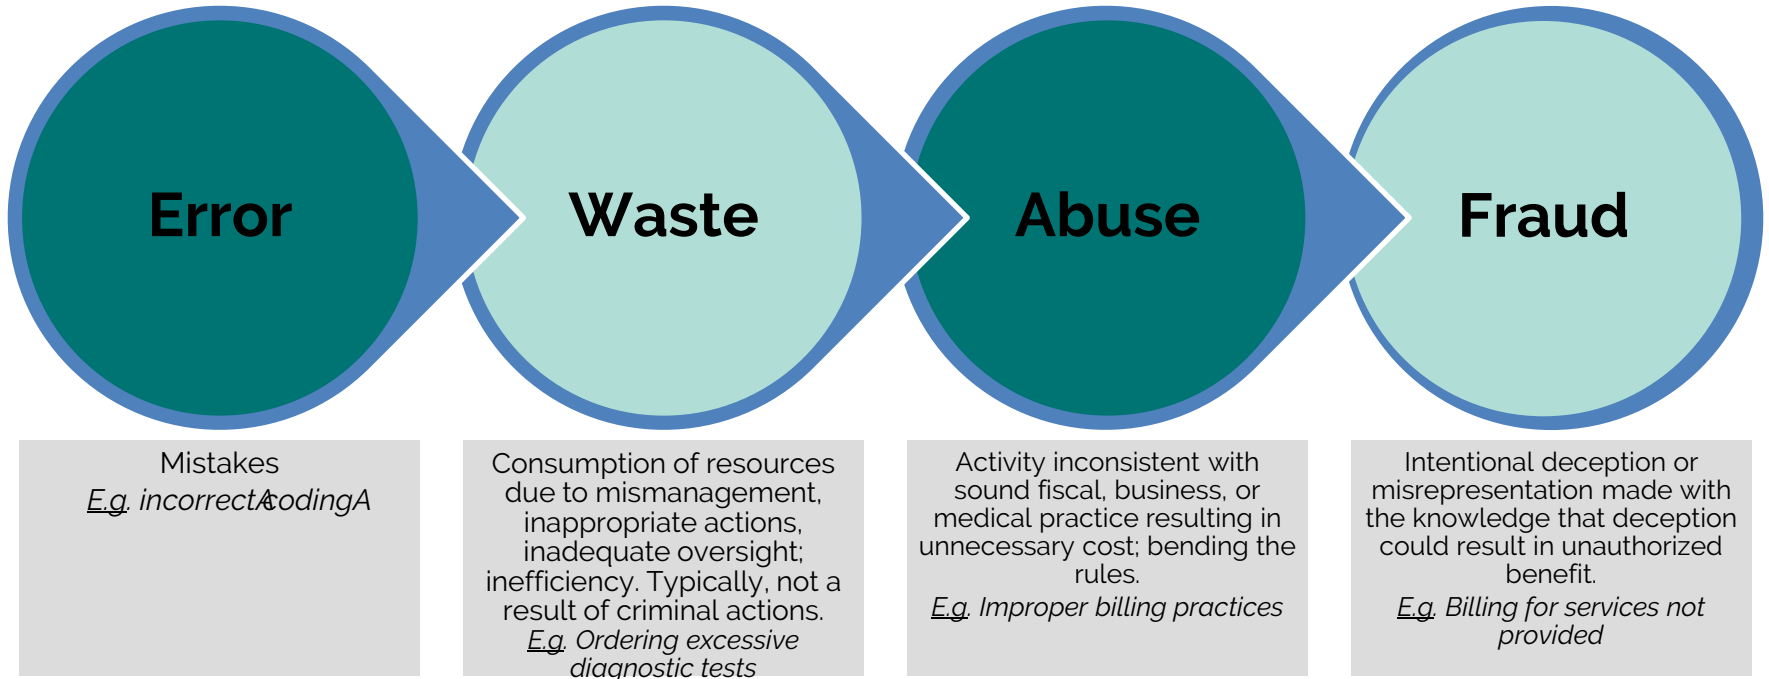 Error
Waste
Abuse
Fraud
Mistakes
E.g. incorrectA codingA
Consumption of resources
due to mismanagement,
inappropriate actions,
inadequate oversight;
inefficiency. Typically, not a
result of criminal actions.
E.g. Ordering excessive
diagnostic tests
Activity inconsistent with
sound fiscal, business, or
medical practice resulting in
unnecessary cost; bending the
rules.
E.g. Improper billing practices
Intentional deception or
misrepresentation made with
the knowledge that deception
could result in unauthorized
benefit.
E.g. Billing for services not
provided